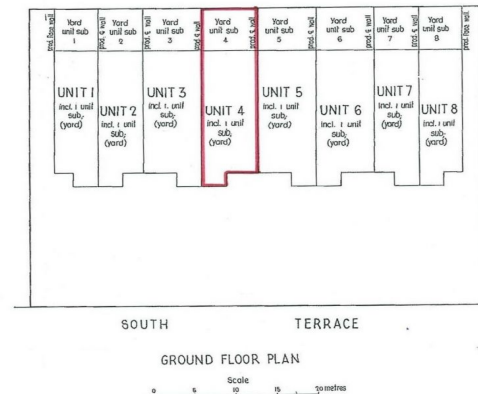 Yard unit sub 1
Yard unit sub 2
Yard unit sub 3
Yard unit sub 4
Yard unit sub 5
Yard unit sub 6
Yard unit sub 7
Yard unit sub 8
UNIT 1
incl. 1 unit
sub,
(yard)
UNIT 2
incl. 1 unit
sub,
(yard)
UNIT 3
incl. 1 unit
sub,
(yard)
UNIT 4
incl. 1 unit
sub,
(yard)
UNIT 5
incl. 1 unit
sub,
(yard)
UNIT 6
incl. 1 unit
sub,
(yard)
UNIT 7
incl. 1 unit
sub,
(yard)
UNIT 8
incl. 1 unit
sub,
(yard)
SOUTH TERRACE
GROUND FLOOR PLAN
Scale
0 5 10 15 20 metres